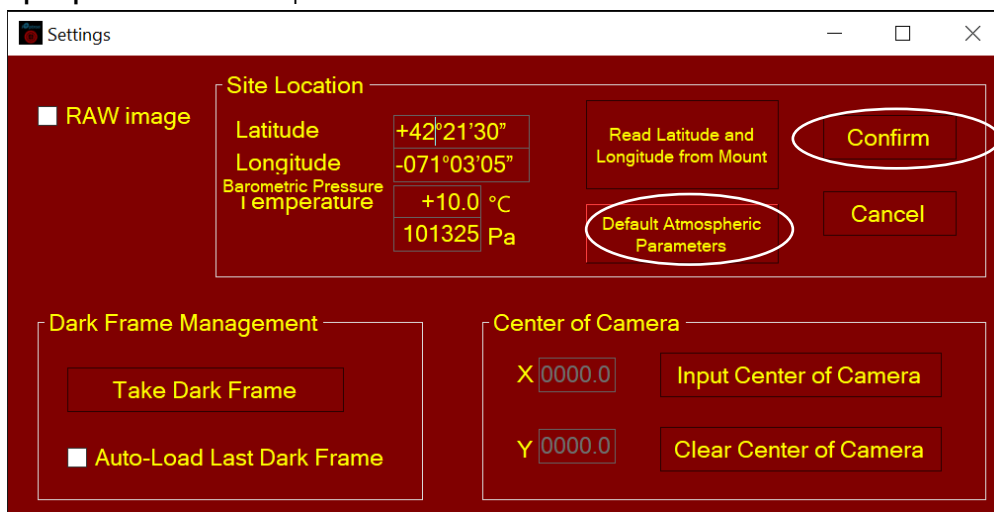 Settings
RAW image
Site Location
Latitude +42°21'30”
Longitude -071°03'05”
Barometric Pressure
Temperature +10.0 °C
101325 Pa
Read Latitude and
Longitude from Mount
Default Atmospheric
Parameters
Confirm
Cancel
Dark Frame Management
Take Dark Frame
Auto-Load Last Dark Frame
Center of Camera
X 0000.0
Input Center of Camera
Y 0000.0
Clear Center of Camera